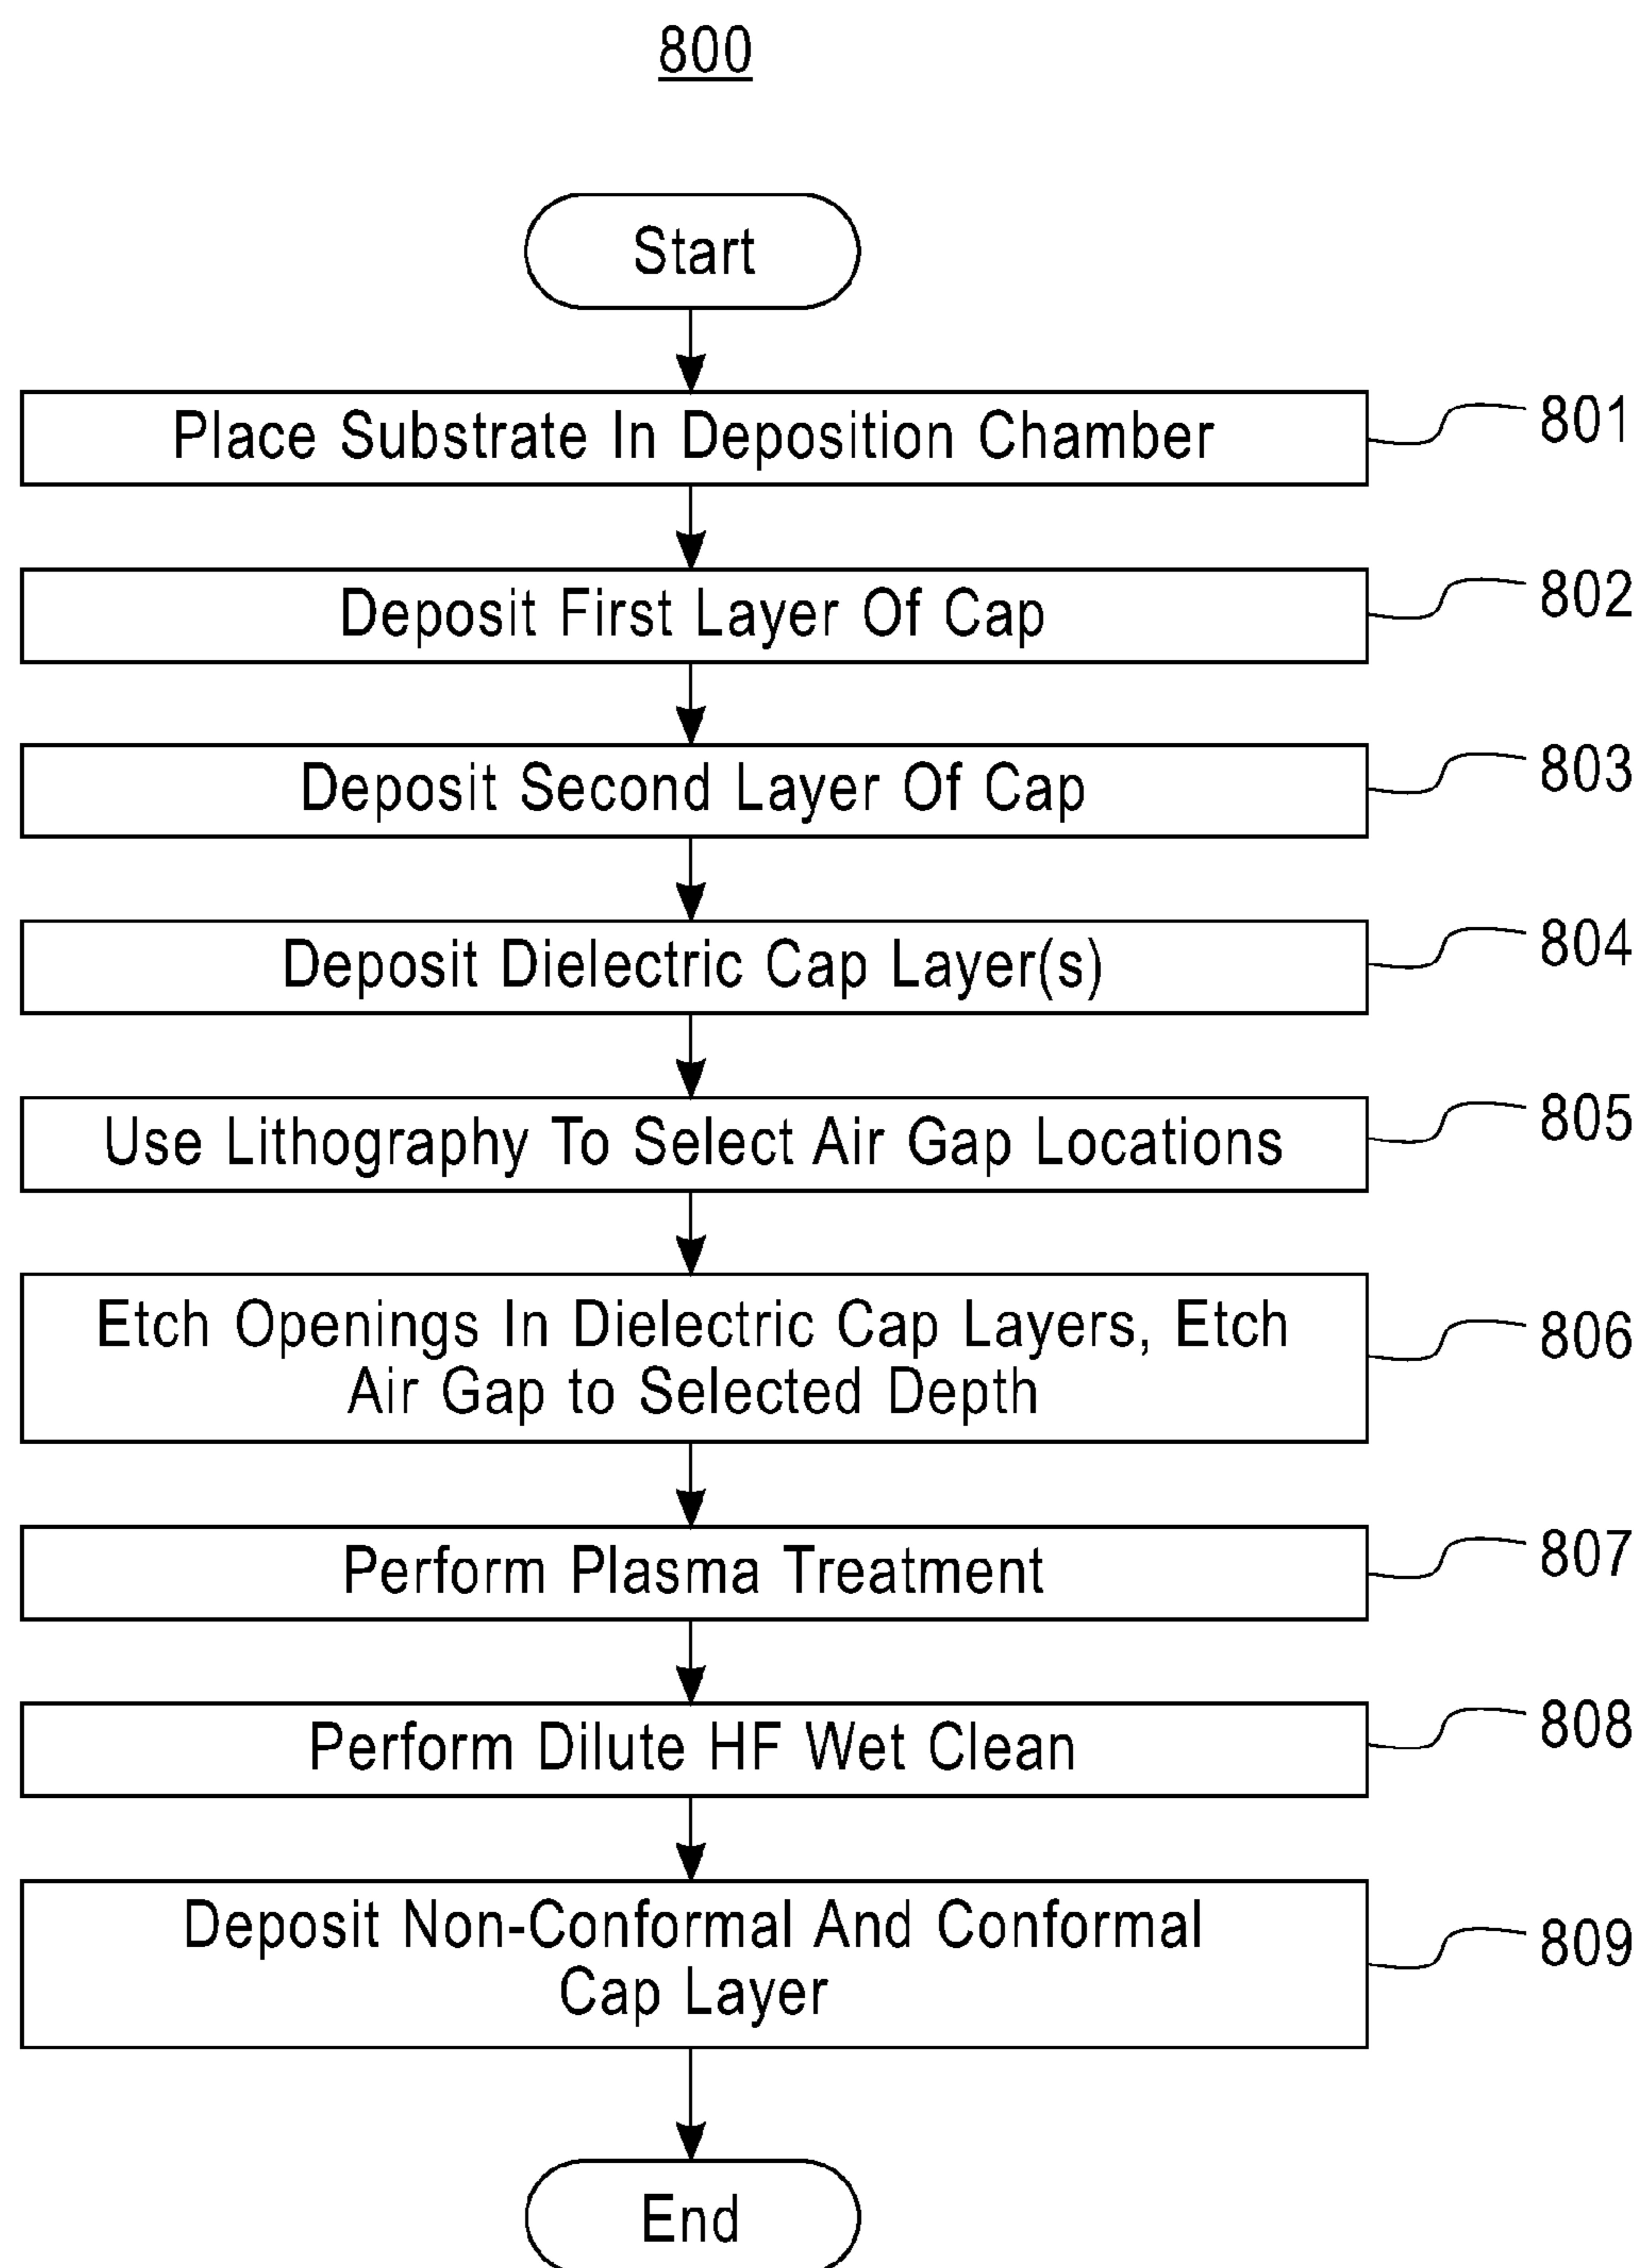 800
Start
Place Substrate In Deposition Chamber
801
Deposit First Layer Of Cap
802
Deposit Second Layer Of Cap
803
Deposit Dielectric Cap Layer(s)
804
Use Lithography To Select Air Gap Locations
805
Etch Openings In Dielectric Cap Layers, Etch
Air Gap to Selected Depth
806
Perform Plasma Treatment
807
Perform Dilute HF Wet Clean
808
Deposit Non-Conformal And Conformal
Cap Layer
809
End